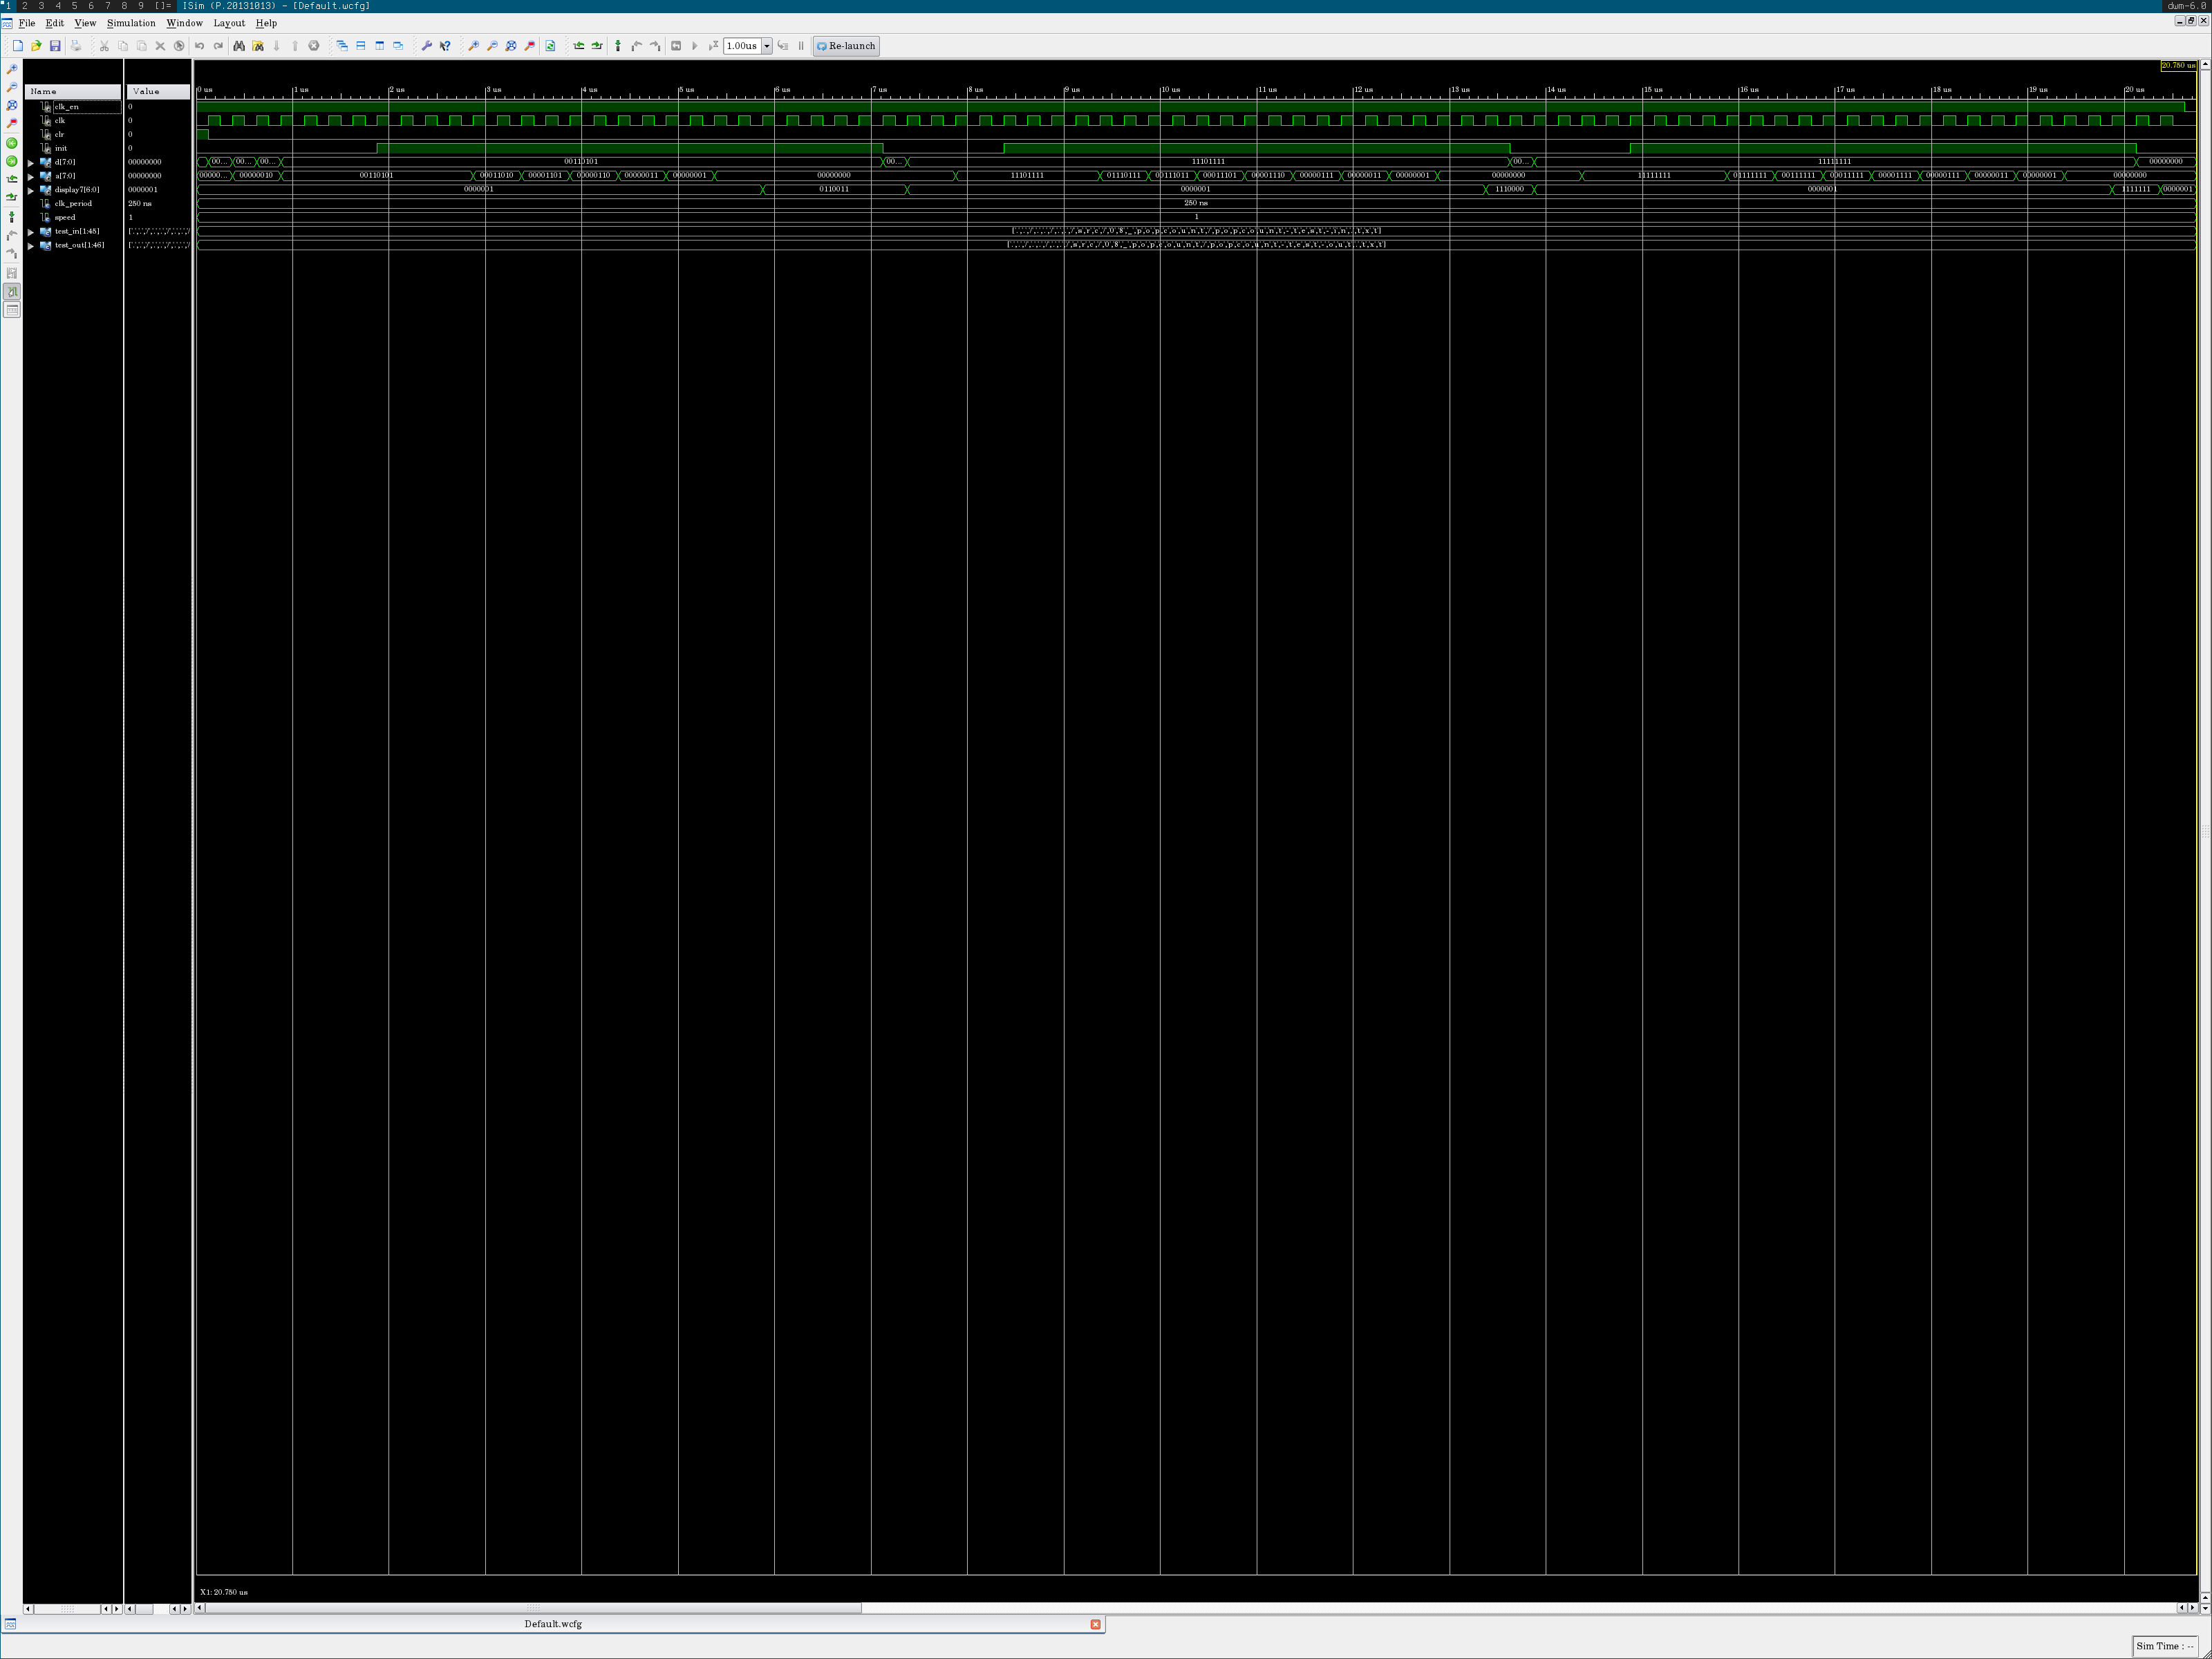 1 2 3 4 5 6 7 8 9 []= ISim (P.20131013) - [Default.wcfg] dwm-6.0
File Edit View Simulation Window Layout Help
1.00us Re-launch
20.750 us
Name Value
0 us 1 us 2 us 3 us 4 us 5 us 6 us 7 us 8 us 9 us 10 us 11 us 12 us 13 us 14 us 15 us 16 us 17 us 18 us 19 us 20 us
clk_en 0
clk 0
clr 0
init 0
d[7:0] 00000000 00... 00... 00... 00110101 00... 11101111 00... 11111111 00000000
a[7:0] 00000000 00000... 00000010 00110101 00011010 00001101 00000110 00000011 00000001 00000000 11101111 01110111 00111011 00011101 00001110 00000111 00000011 00000001 00000000 11111111 01111111 00111111 00011111 00001111 00000111 00000011 00000001 00000000
display7[6:0] 0000001 0000001 0110011 0000001 1110000 0000001 1111111 0000001
clk_period 250 ns 250 ns
speed 1 1
test_in[1:45] s,r,c,/,0,8,_,p,o,p,c,o,u,n,t,/,p,o,p,c,o,u,n,t,-,t,e,s,t,-,i,n,.,t,x,t]
test_out[1:46] s,r,c,/,0,8,_,p,o,p,c,o,u,n,t,/,p,o,p,c,o,u,n,t,-,t,e,s,t,-,o,u,t,.,t,x,t]
X1: 20.750 us
Default.wcfg
Sim Time : --